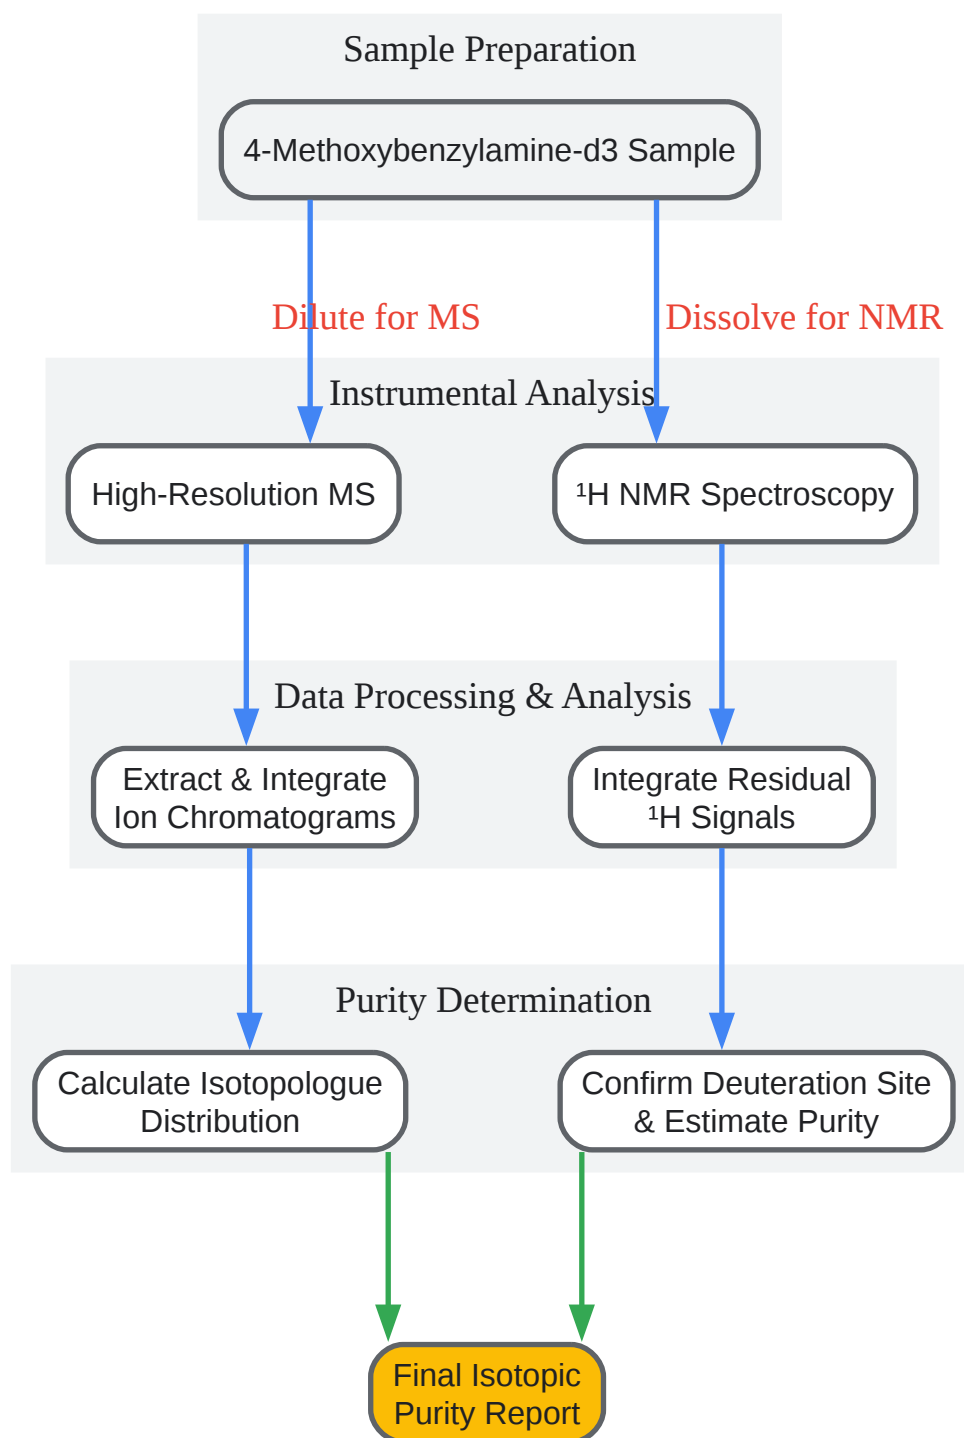 Sample Preparation
4-Methoxybenzylamine-d3 Sample
Dilute for MS
Dissolve for NMR
Instrumental Analysis
High-Resolution MS
¹H NMR Spectroscopy
Data Processing & Analysis
Extract & Integrate
Ion Chromatograms
Integrate Residual
¹H Signals
Purity Determination
Calculate Isotopologue
Distribution
Confirm Deuteration Site
& Estimate Purity
Final Isotopic
Purity Report